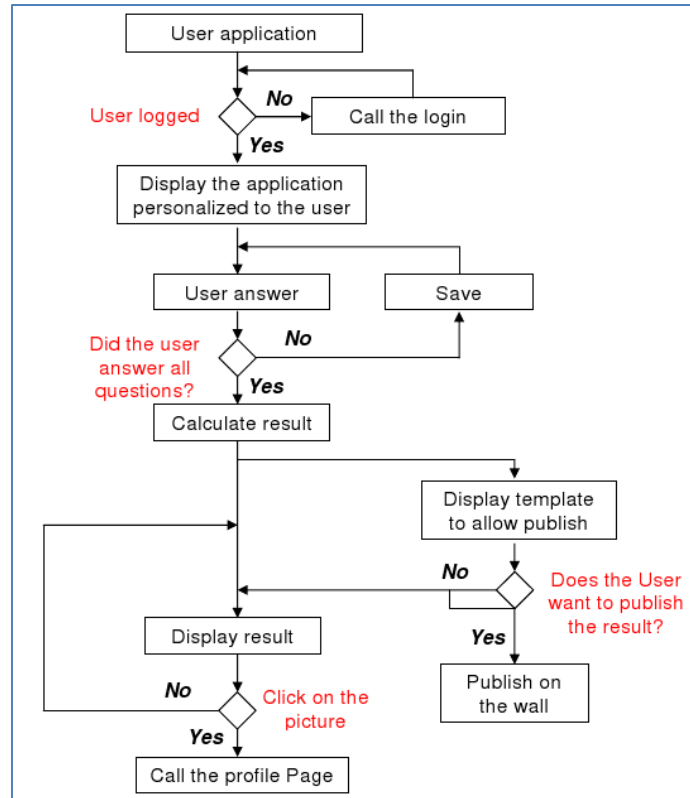 User application
No
User logged
Call the login
Yes
Display the application
personalized to the user
User answer
Save
Did the user
answer all
questions?
No
Yes
Calculate result
Display template
to allow publish
No
Does the User
want to publish
the result?
Display result
Yes
No
Click on the
picture
Publish on
the wall
Yes
Call the profile Page